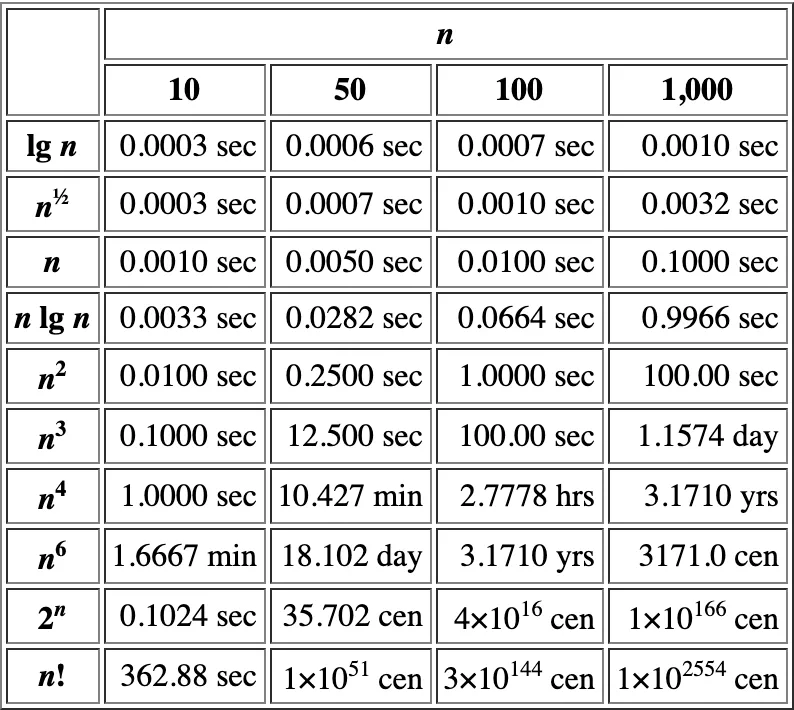 n
10 50 100 1,000
lg n 0.0003 sec 0.0006 sec 0.0007 sec 0.0010 sec
n½ 0.0003 sec 0.0007 sec 0.0010 sec 0.0032 sec
n 0.0010 sec 0.0050 sec 0.0100 sec 0.1000 sec
n lg n 0.0033 sec 0.0282 sec 0.0664 sec 0.9966 sec
n² 0.0100 sec 0.2500 sec 1.0000 sec 100.00 sec
n³ 0.1000 sec 12.500 sec 100.00 sec 1.1574 day
n⁴ 1.0000 sec 10.427 min 2.7778 hrs 3.1710 yrs
n⁶ 1.6667 min 18.102 day 3.1710 yrs 3171.0 cen
2ⁿ 0.1024 sec 35.702 cen 4×10¹⁶ cen 1×10¹⁶⁶ cen
n! 362.88 sec 1×10⁵¹ cen 3×10¹⁴⁴ cen 1×10²⁵⁵⁴ cen